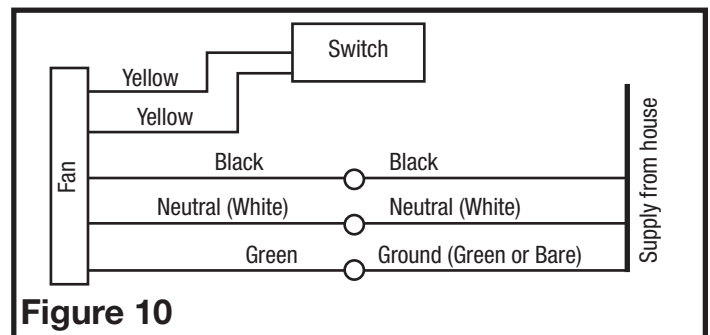 Switch
Yellow
Yellow
Black Black
Neutral (White) Neutral (White)
Green Ground (Green or Bare)
Fan
Supply from house
Figure 10